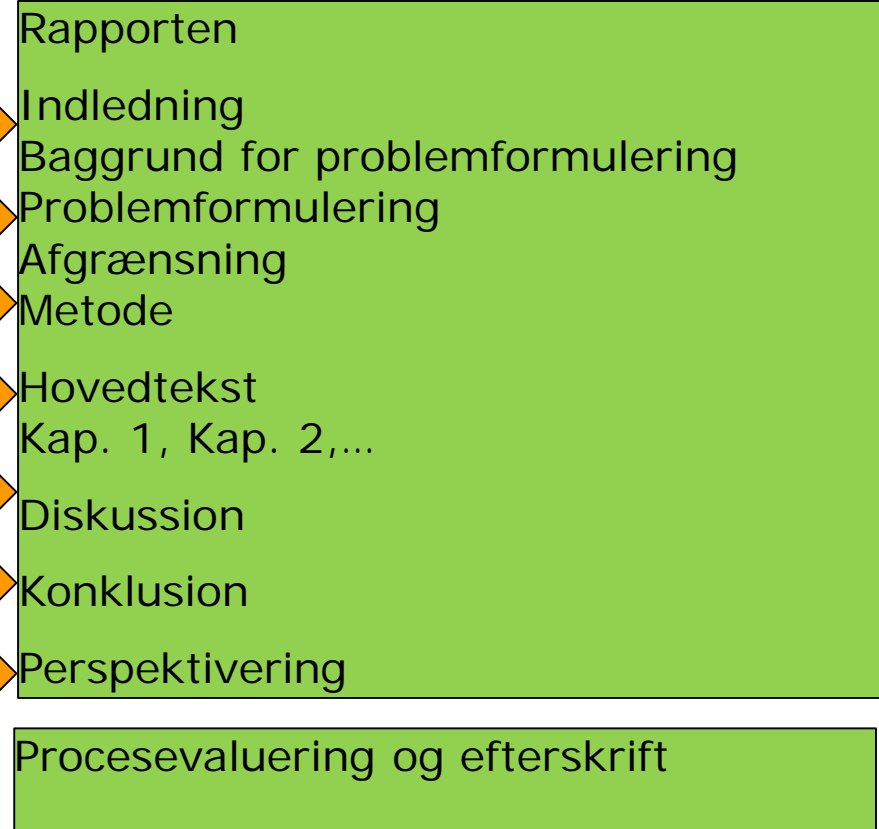 Rapporten
Indledning
Baggrund for problemformulering
Problemformulering
Afgrænsning
Metode
Hovedtekst
Kap. 1, Kap. 2,…
Diskussion
Konklusion
Perspektivering
Procesevaluering og efterskrift